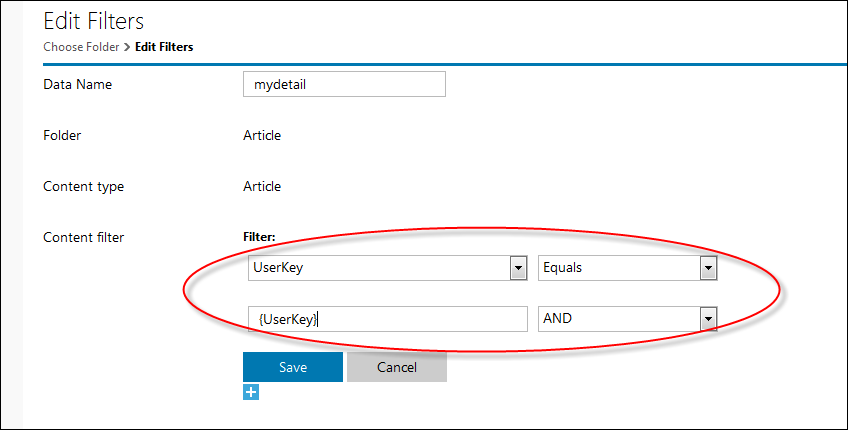 Edit Filters
Choose Folder > Edit Filters
Data Name mydetail
Folder Article
Content type Article
Content filter Filter:
UserKey Equals
{UserKey} AND
Save Cancel
+